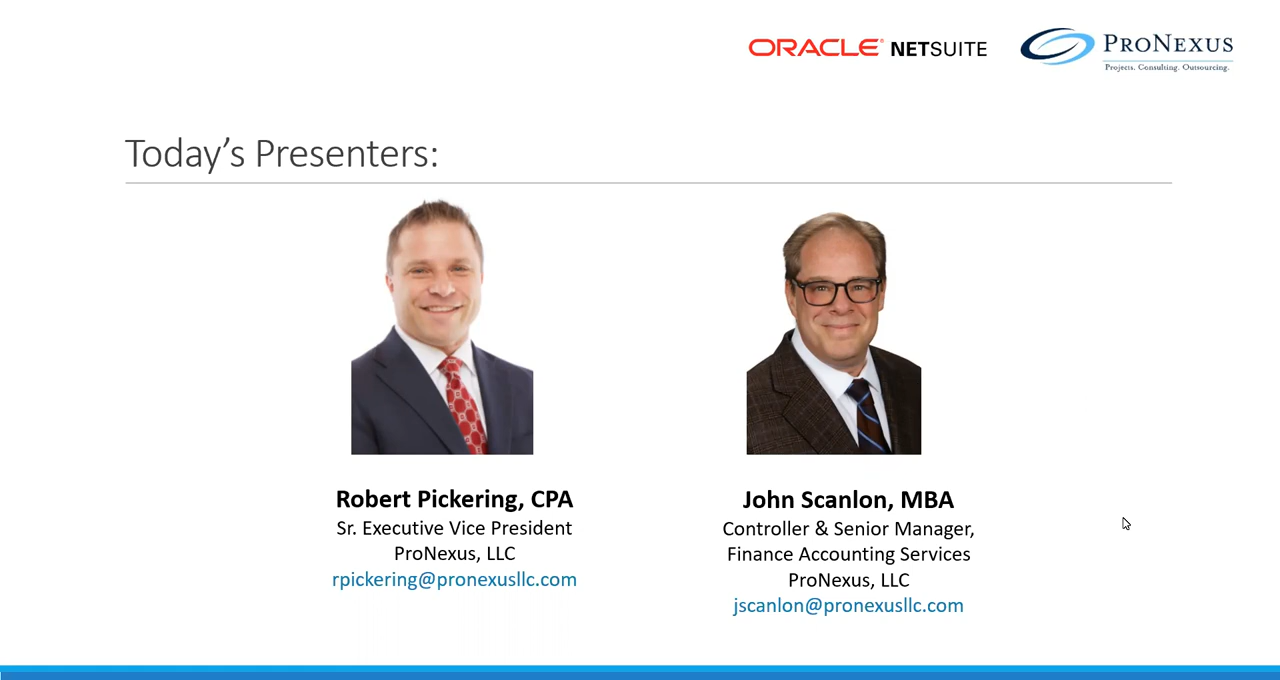 ORACLE NETSUITE
PRONEXUS
Projects. Consulting. Outsourcing.
Today’s Presenters:
Robert Pickering, CPA
Sr. Executive Vice President
ProNexus, LLC
rpickering@pronexusllc.com
John Scanlon, MBA
Controller & Senior Manager,
Finance Accounting Services
ProNexus, LLC
jscanlon@pronexusllc.com